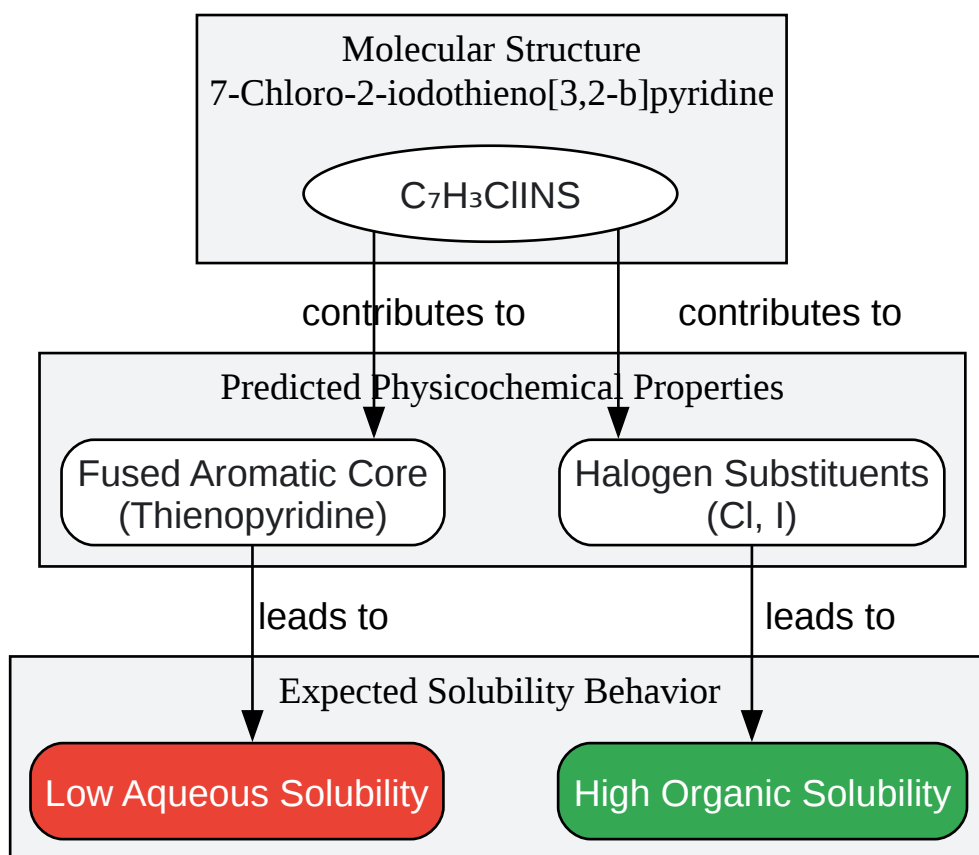 Molecular Structure
7-Chloro-2-iodothieno[3,2-b]pyridine
C₇H₃ClINS
contributes to
contributes to
Predicted Physicochemical Properties
Fused Aromatic Core
(Thienopyridine)
Halogen Substituents
(Cl, I)
leads to
leads to
Expected Solubility Behavior
Low Aqueous Solubility
High Organic Solubility